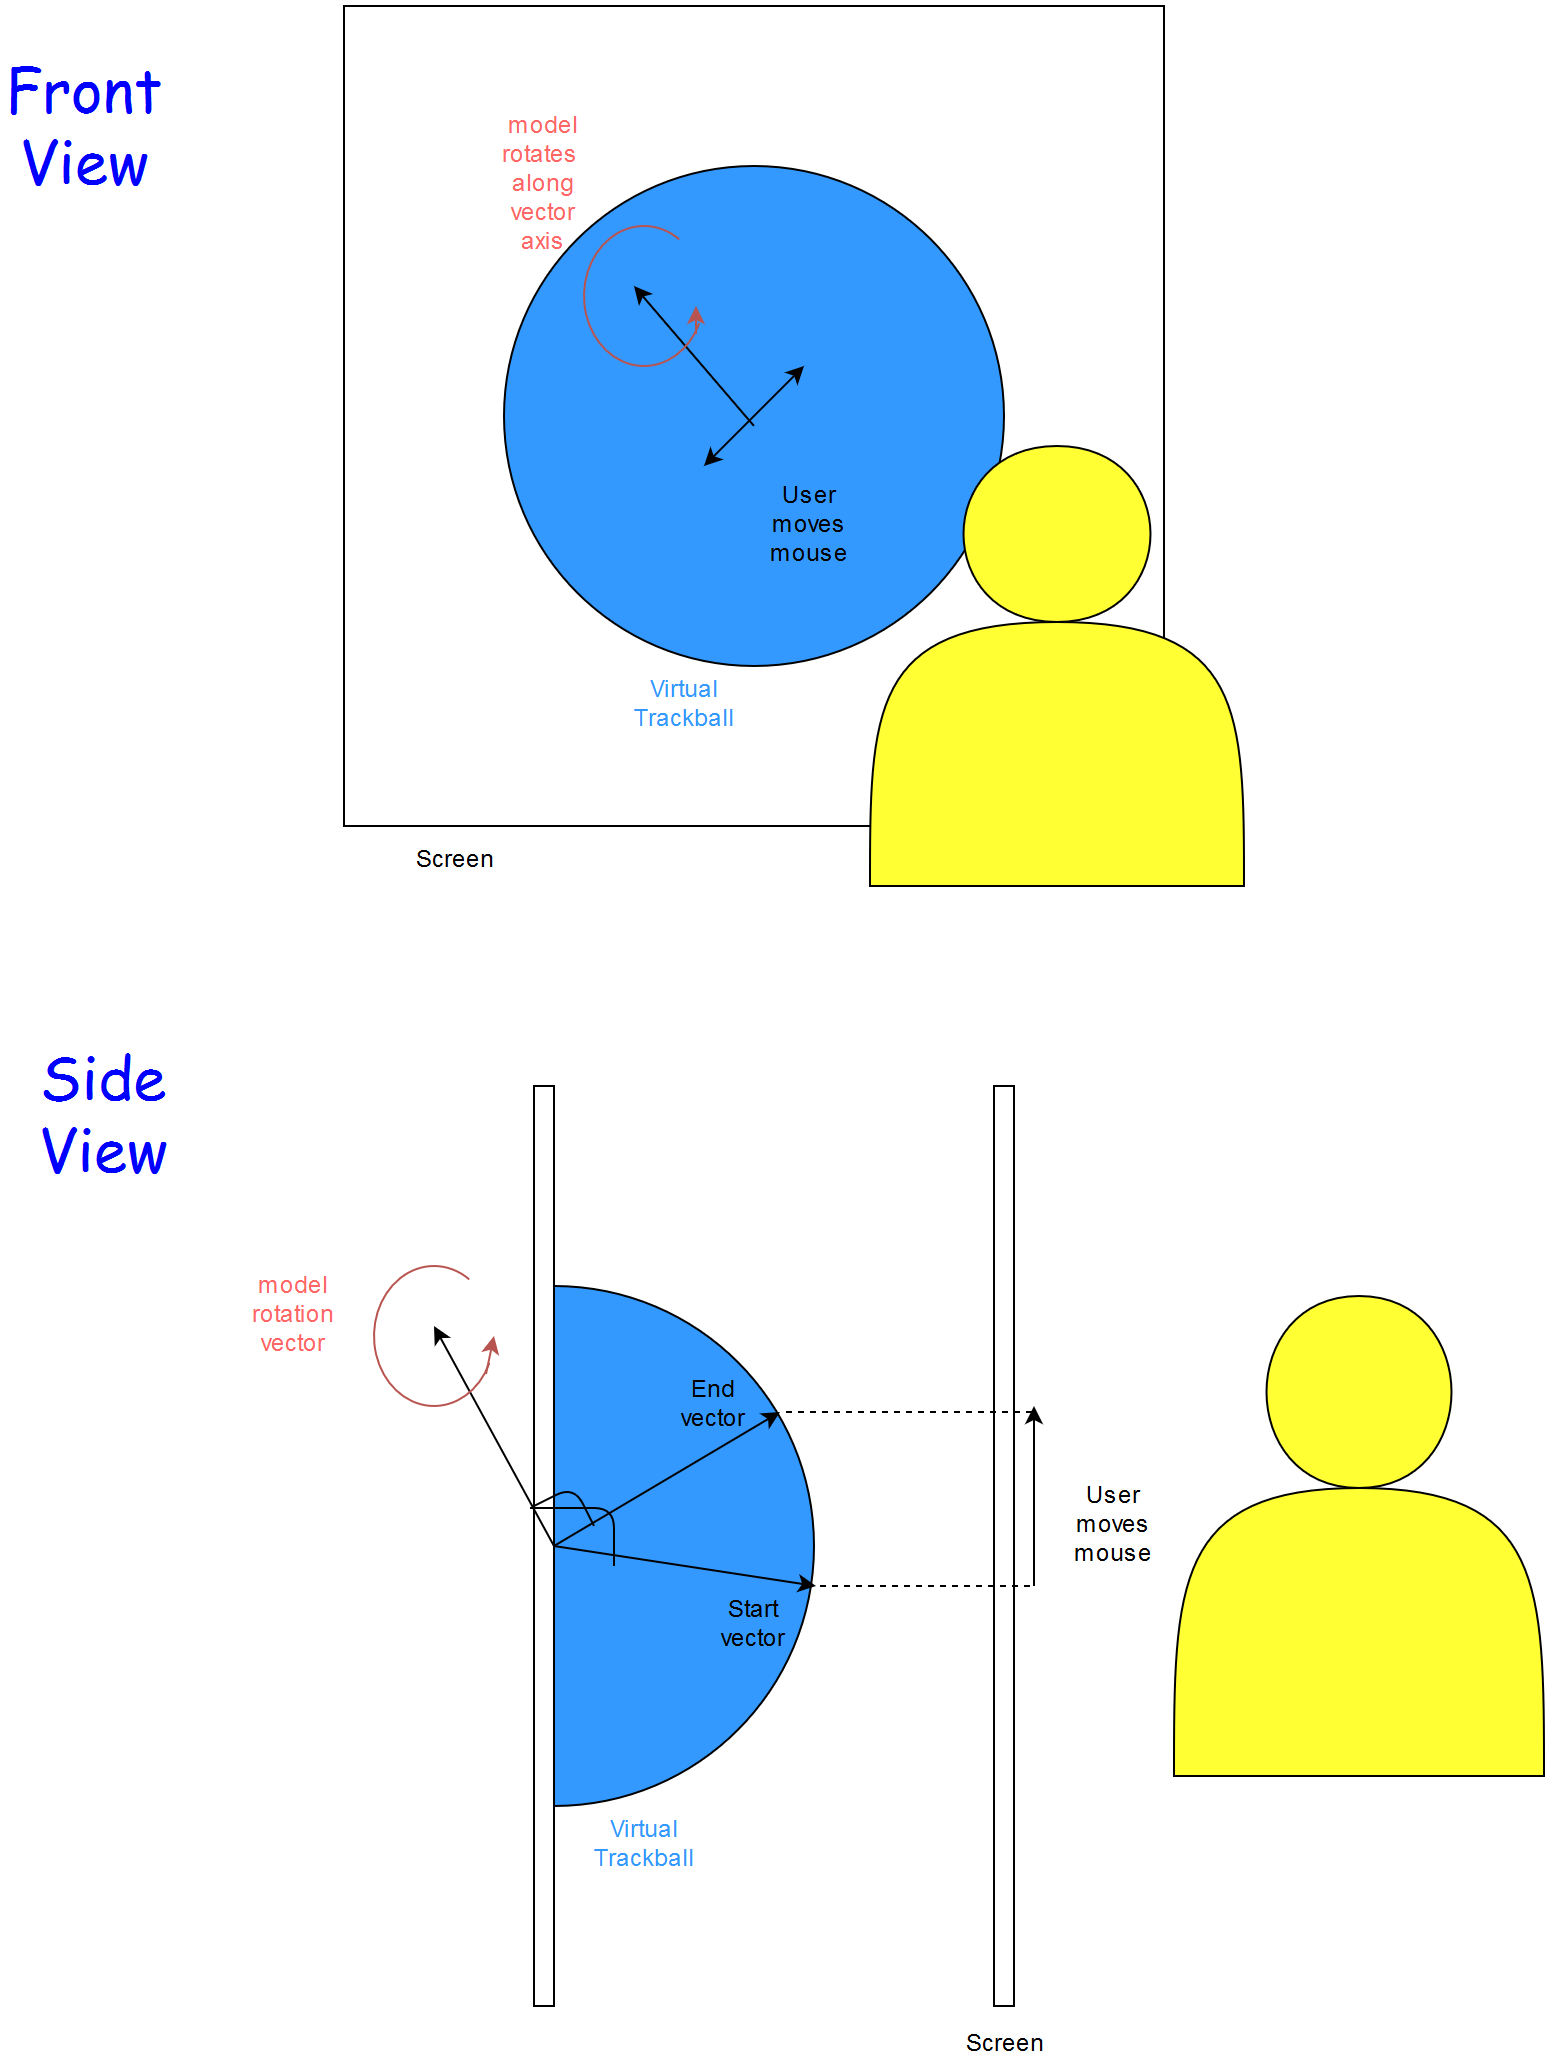 Front
View
model
rotates
along
vector
axis
User
moves
mouse
Virtual
Trackball
Screen
Side
View
model
rotation
vector
End
vector
User
moves
mouse
Start
vector
Virtual
Trackball
Screen